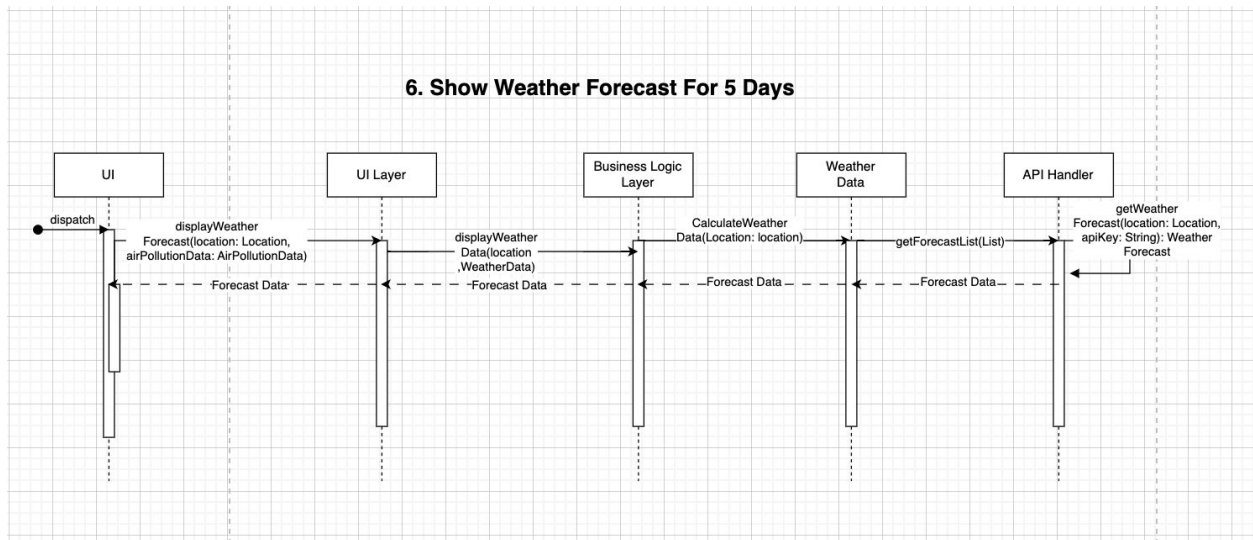 6. Show Weather Forecast For 5 Days
UI
UI Layer
Business Logic
Layer
Weather
Data
API Handler
dispatch
displayWeather
Forecast(location: Location,
airPollutionData: AirPollutionData)
displayWeather
Data(location
,WeatherData)
CalculateWeather
Data(Location: location)
getForecastList(List)
getWeather
Forecast(location: Location,
apiKey: String): Weather
Forecast
Forecast Data
Forecast Data
Forecast Data
Forecast Data